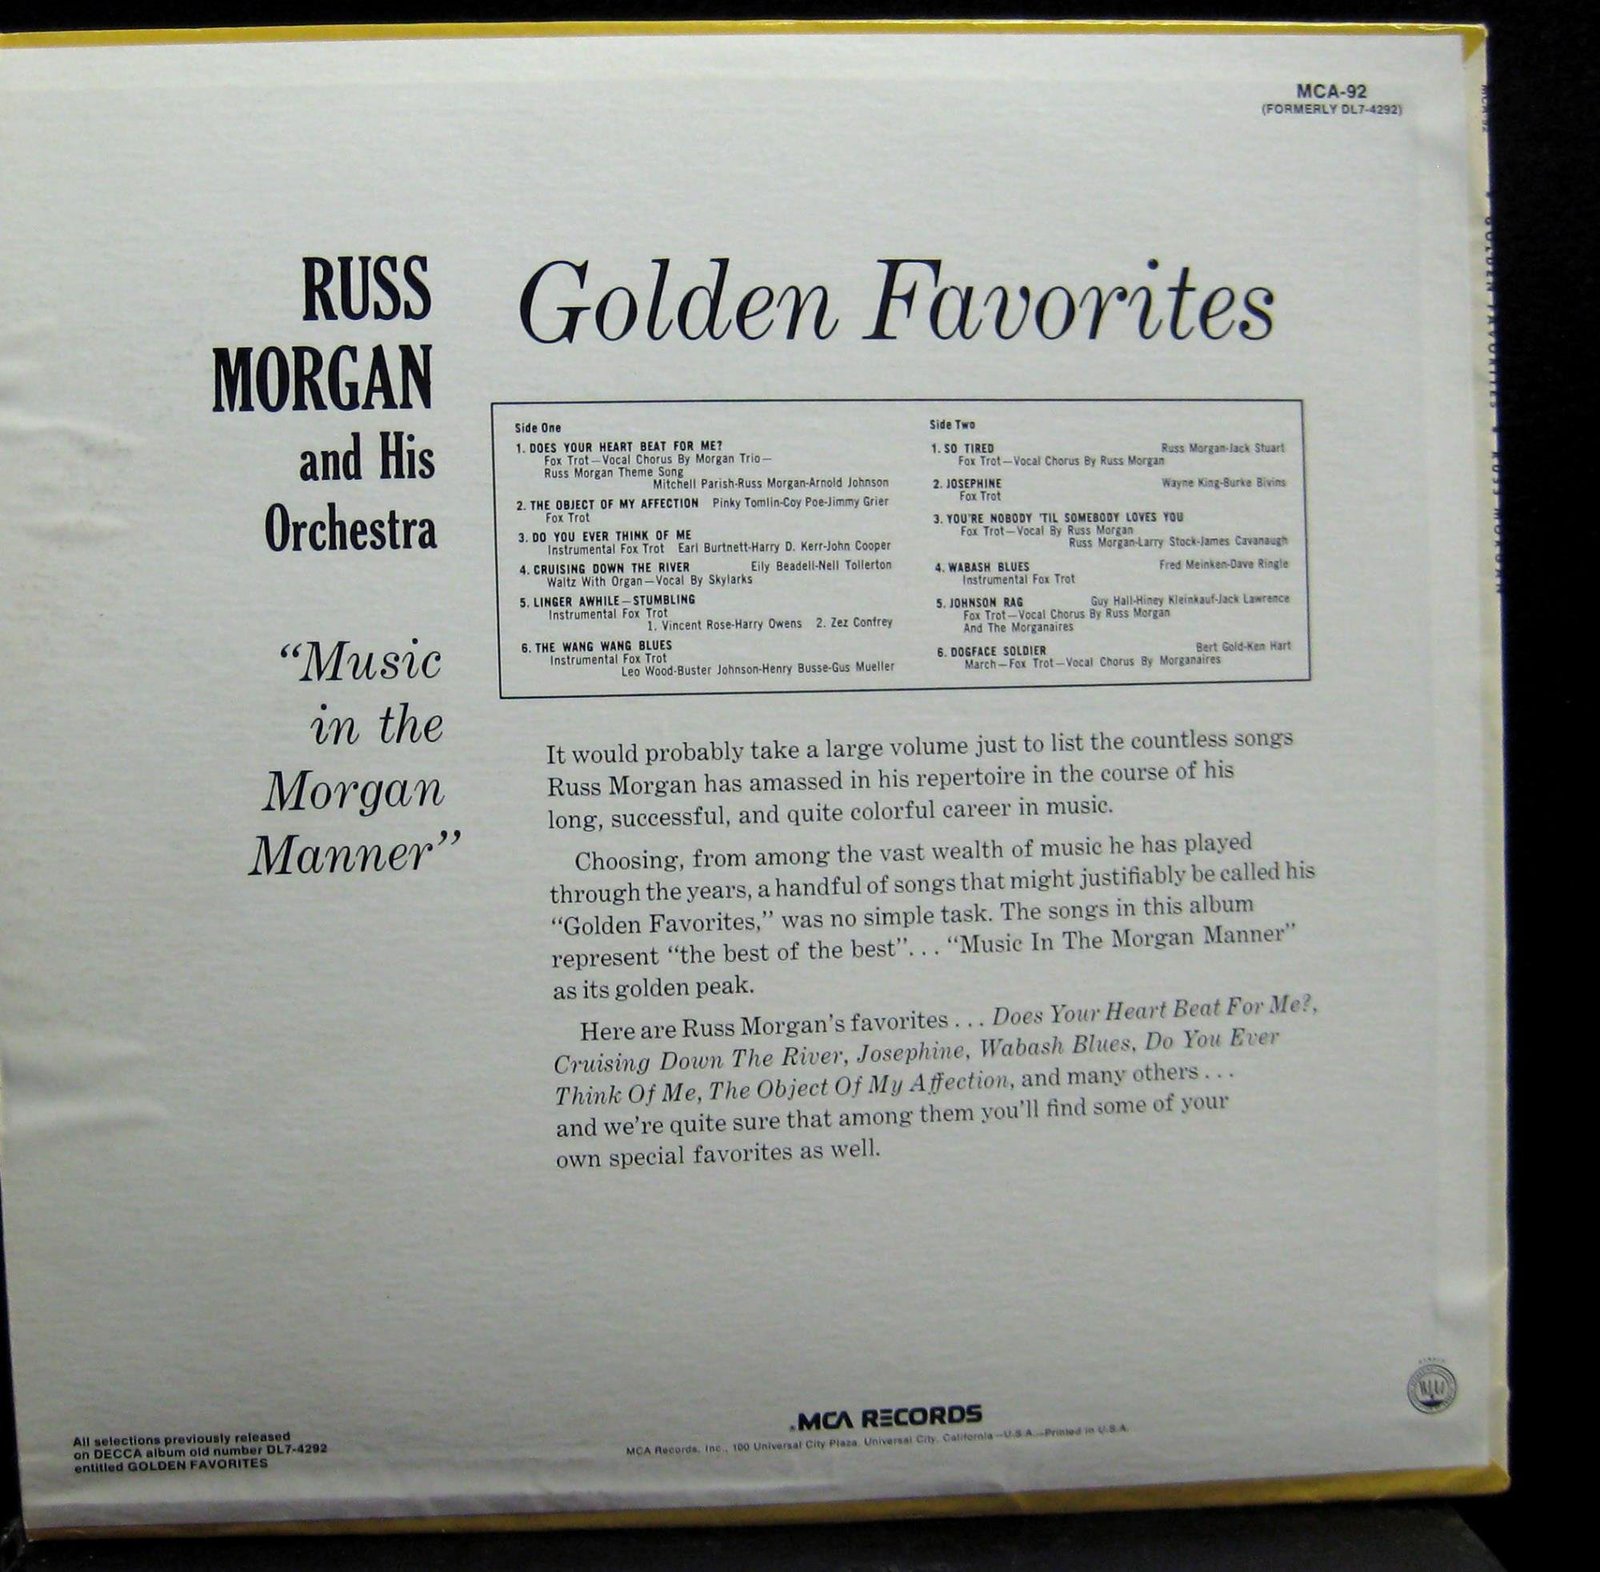 MCA-92
(FORMERLY DL7-4292)
RUSS
MORGAN
and His
Orchestra
"Music
in the
Morgan
Manner"
Golden Favorites
Side One
1. DOES YOUR HEART BEAT FOR ME?
Fox Trot—Vocal Chorus By Morgan Trio—
Russ Morgan Theme Song
Mitchell Parish-Russ Morgan-Arnold Johnson
2. THE OBJECT OF MY AFFECTION Pinky Tomlin-Coy Poe-Jimmy Grier
Fox Trot
3. DO YOU EVER THINK OF ME
Instrumental Fox Trot Earl Burtnett-Harry D. Kerr-John Cooper
4. CRUISING DOWN THE RIVER Eily Beadell-Nell Tollerton
Waltz With Organ—Vocal By Skylarks
5. LINGER AWHILE—STUMBLING
Instrumental Fox Trot
1. Vincent Rose-Harry Owens 2. Zez Confrey
6. THE WANG WANG BLUES
Instrumental Fox Trot
Leo Wood-Buster Johnson-Henry Busse-Gus Mueller
Side Two
1. SO TIRED Russ Morgan-Jack Stuart
Fox Trot—Vocal Chorus By Russ Morgan
2. JOSEPHINE Wayne King-Burke Bivins
Fox Trot
3. YOU'RE NOBODY 'TIL SOMEBODY LOVES YOU
Fox Trot—Vocal By Russ Morgan
Russ Morgan-Larry Stock-James Cavanaugh
4. WABASH BLUES Fred Meinken-Dave Ringle
Instrumental Fox Trot
5. JOHNSON RAG Guy Hall-Hiney Kleinkauf-Jack Lawrence
Fox Trot—Vocal Chorus By Russ Morgan
And The Morganaires
6. DOGFACE SOLDIER Bert Gold-Ken Hart
March—Fox Trot—Vocal Chorus By Morganaires
It would probably take a large volume just to list the countless songs
Russ Morgan has amassed in his repertoire in the course of his
long, successful, and quite colorful career in music.
Choosing, from among the vast wealth of music he has played
through the years, a handful of songs that might justifiably be called his
"Golden Favorites," was no simple task. The songs in this album
represent "the best of the best". . . "Music In The Morgan Manner"
as its golden peak.
Here are Russ Morgan's favorites . . . Does Your Heart Beat For Me?,
Cruising Down The River, Josephine, Wabash Blues, Do You Ever
Think Of Me, The Object Of My Affection, and many others . . .
and we're quite sure that among them you'll find some of your
own special favorites as well.
All selections previously released
on DECCA album old number DL7-4292
entitled GOLDEN FAVORITES
MCA RECORDS
MCA Records, Inc., 100 Universal City Plaza, Universal City, California—U.S.A.—Printed in U.S.A.
MCA-92 • GOLDEN FAVORITES • RUSS MORGAN